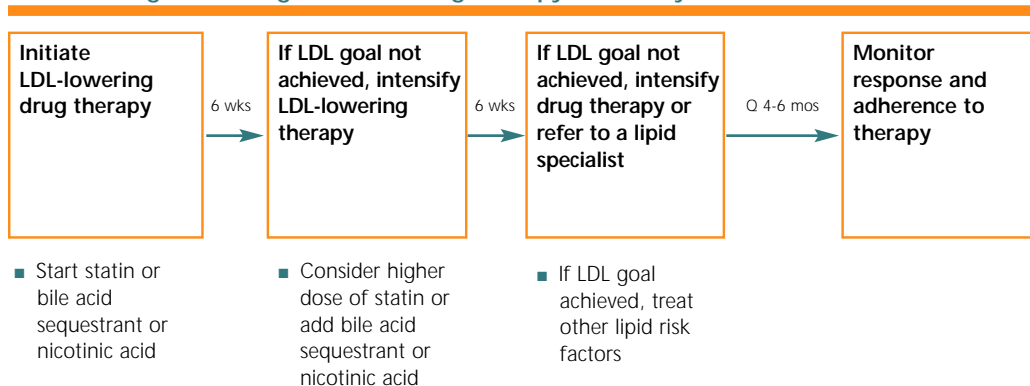 Initiate
LDL-lowering
drug therapy
6 wks
If LDL goal not
achieved, intensify
LDL-lowering
therapy
6 wks
If LDL goal not
achieved, intensify
drug therapy or
refer to a lipid
specialist
Q 4-6 mos
Monitor
response and
adherence to
therapy
■ Start statin or
bile acid
sequestrant or
nicotinic acid
■ Consider higher
dose of statin or
add bile acid
sequestrant or
nicotinic acid
■ If LDL goal
achieved, treat
other lipid risk
factors